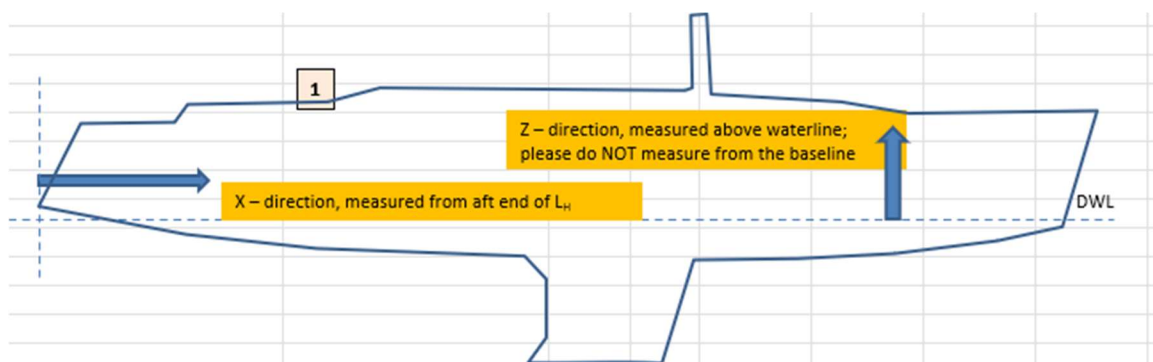 1
Z – direction, measured above waterline;
please do NOT measure from the baseline
X – direction, measured from aft end of LH
DWL